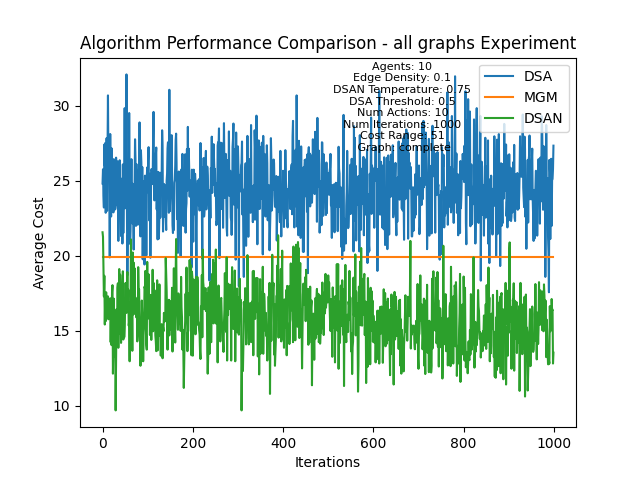 Algorithm Performance Comparison - all graphs Experiment
Agents: 10
Edge Density: 0.1
DSAN Temperature: 0.75
DSA Threshold: 0.5
Num Actions: 10
Num Iterations: 1000
Cost Range: 51
Graph: complete
DSA
MGM
DSAN
Average Cost
30
25
20
15
10
0
200
400
600
800
1000
Iterations